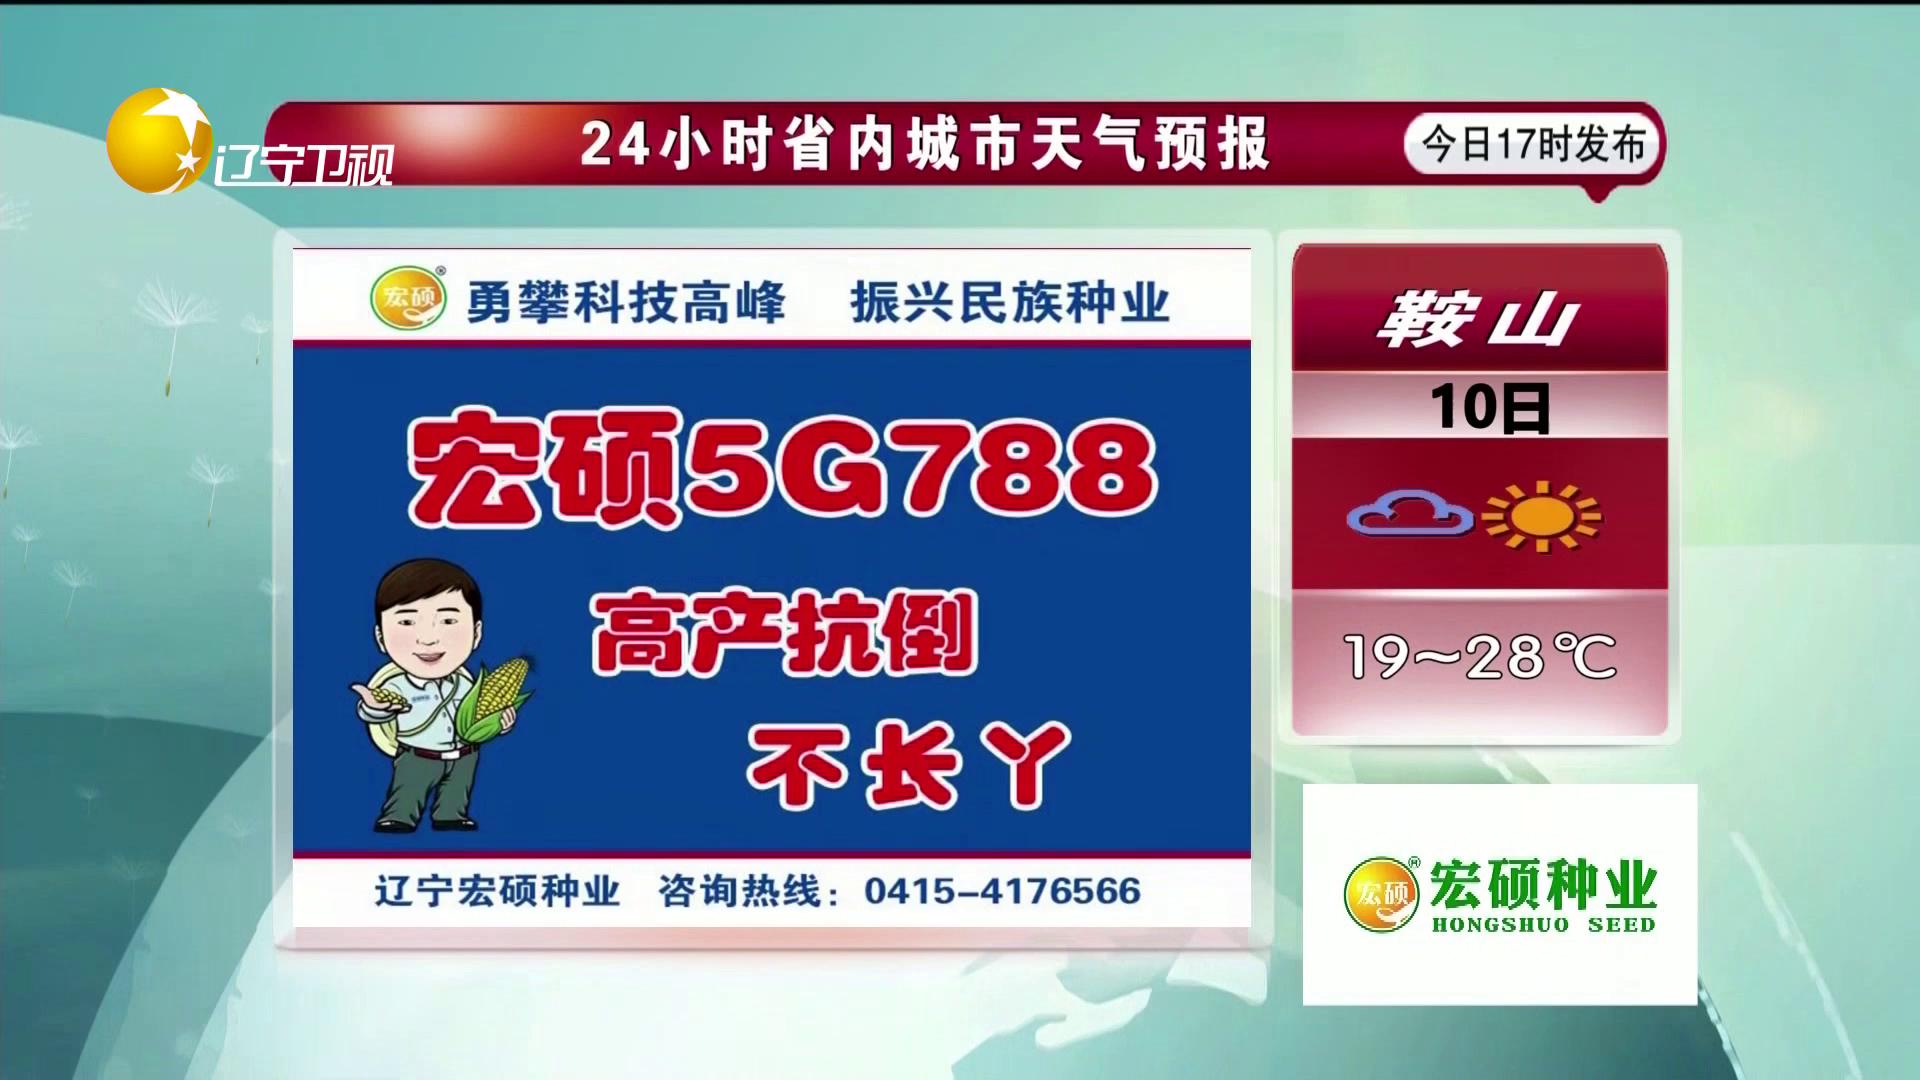 辽宁卫视
24小时省内城市天气预报
今日17时发布
宏硕®
勇攀科技高峰 振兴民族种业
宏硕5G788
高产抗倒
不长丫
辽宁宏硕种业 咨询热线：0415-4176566
鞍山
10日
19～28℃
宏硕®
宏硕种业
HONGSHUO SEED